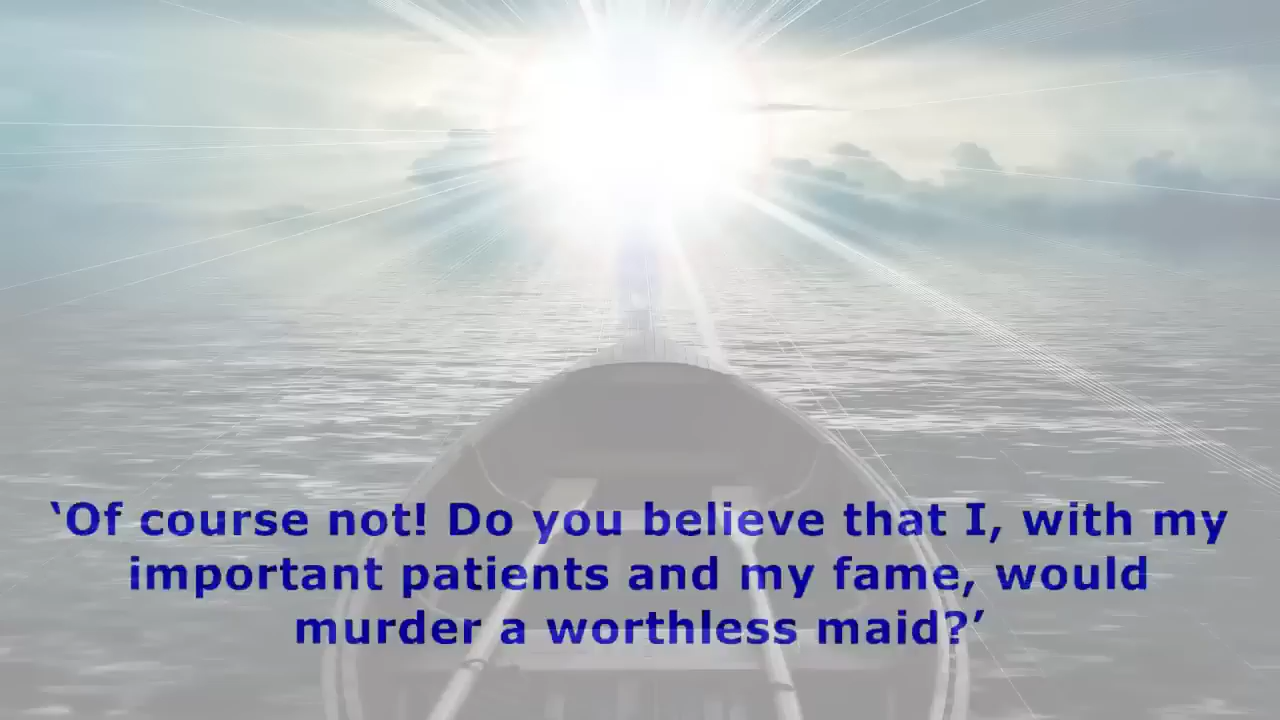 ‘Of course not! Do you believe that I, with my
important patients and my fame, would
murder a worthless maid?’